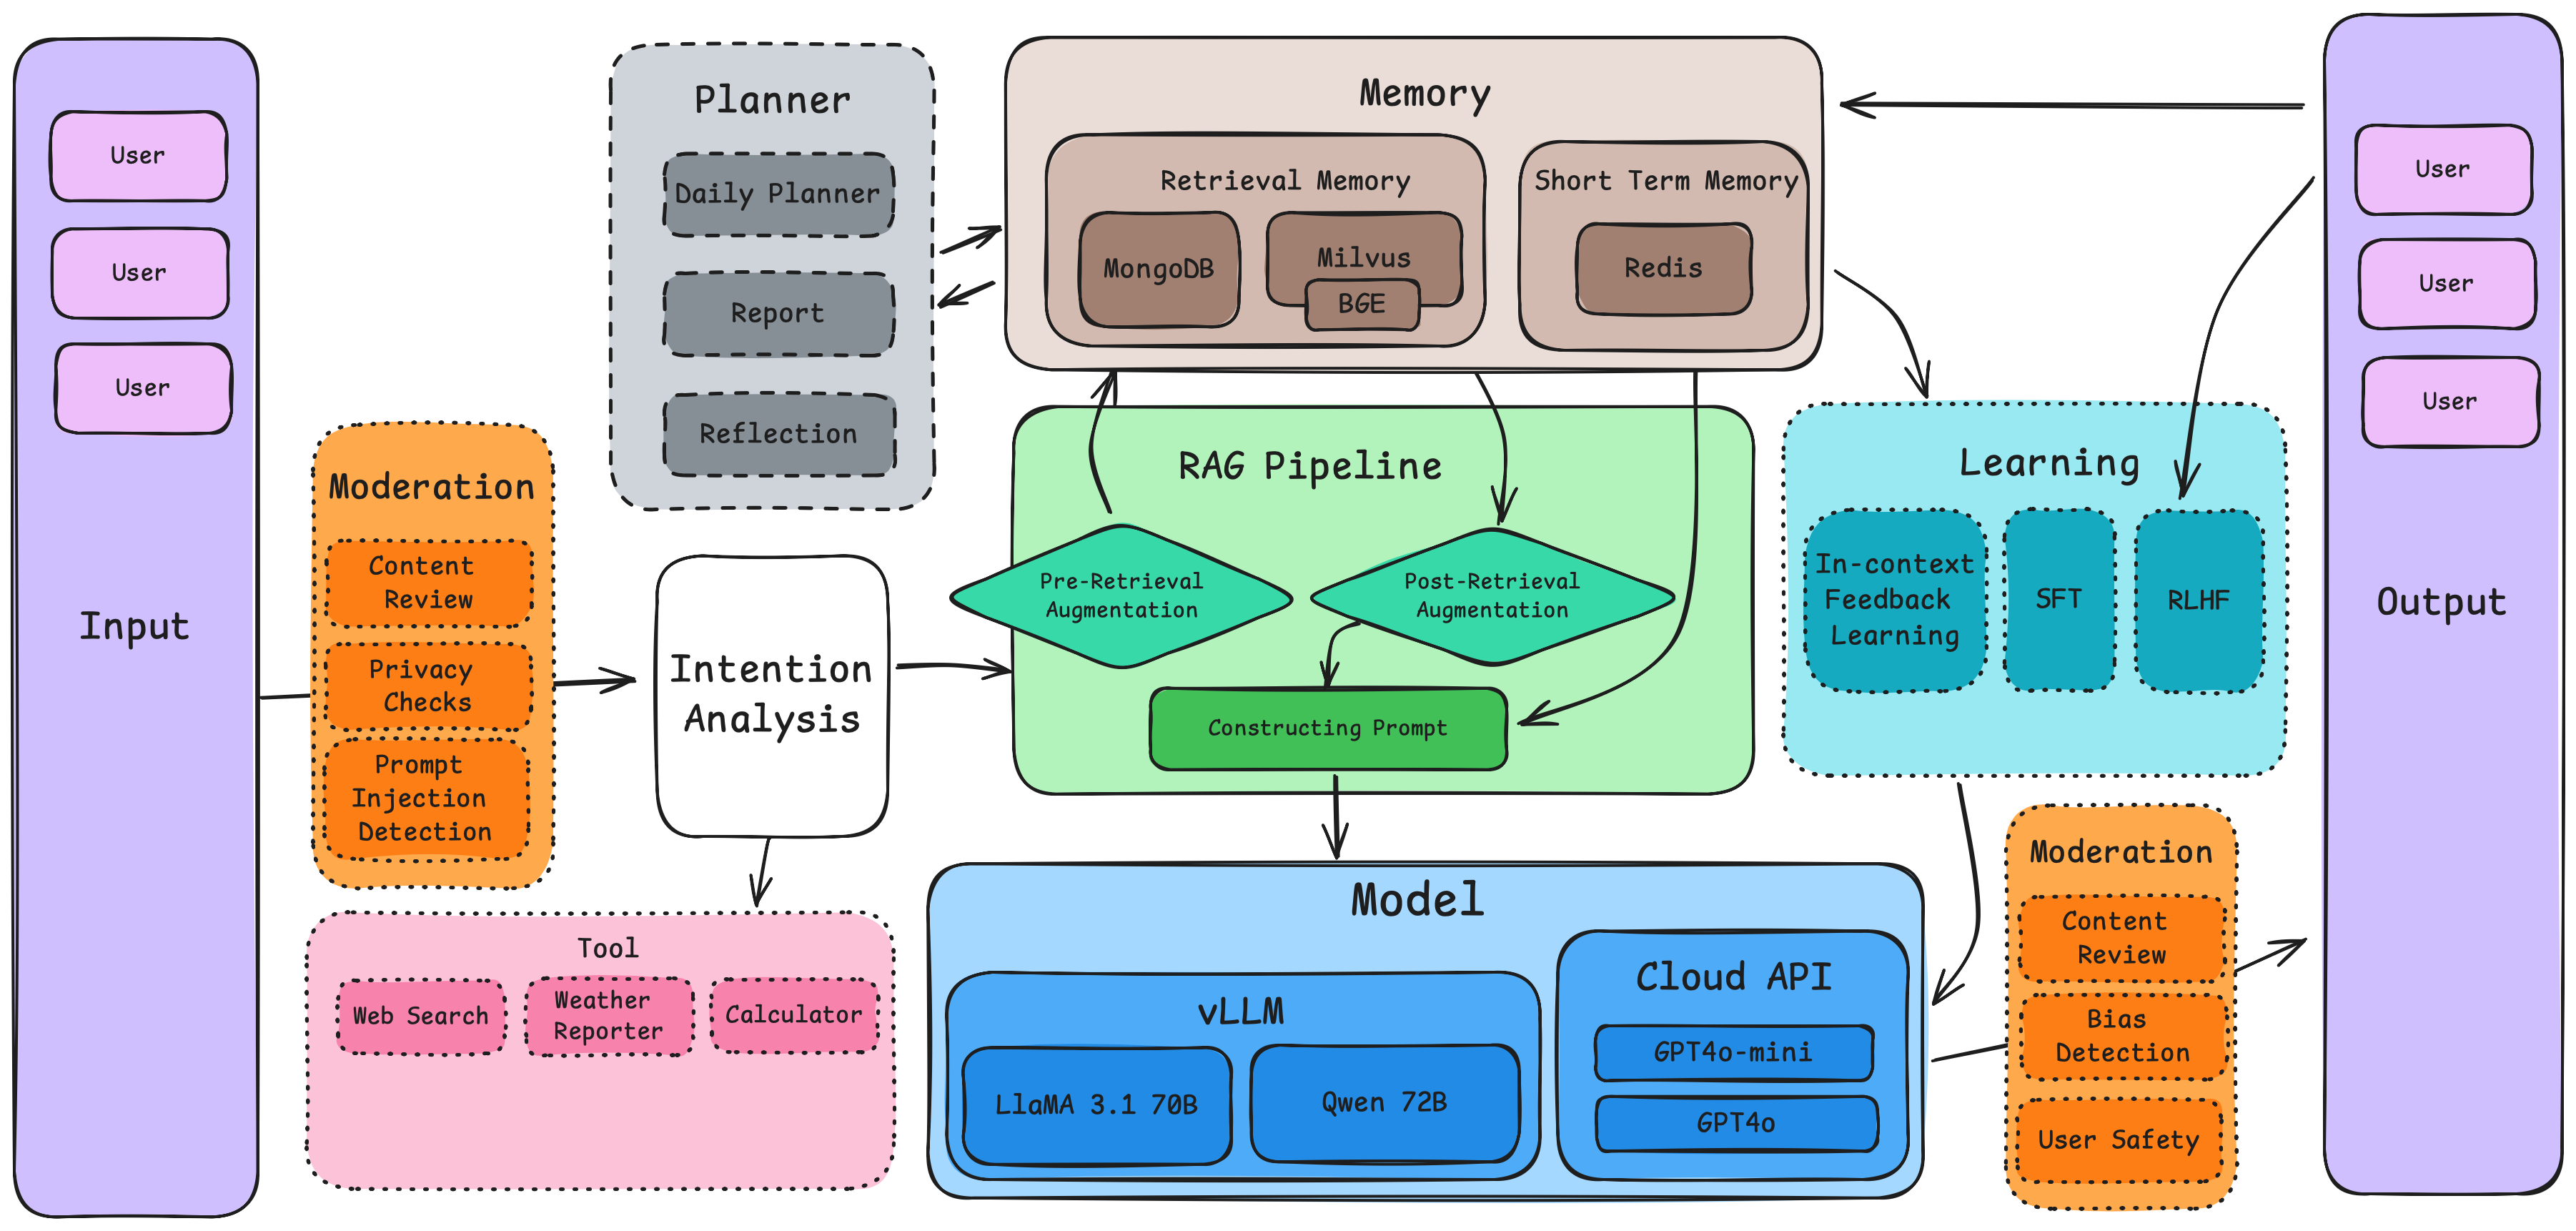 Input
User
User
User
Moderation
Content
Review
Privacy
Checks
Prompt
Injection
Detection
Planner
Daily Planner
Report
Reflection
Intention
Analysis
Tool
Web Search
Weather
Reporter
Calculator
Memory
Retrieval Memory
MongoDB
Milvus
BGE
Short Term Memory
Redis
RAG Pipeline
Pre-Retrieval
Augmentation
Post-Retrieval
Augmentation
Constructing Prompt
Model
vLLM
LlaMA 3.1 70B
Qwen 72B
Cloud API
GPT4o-mini
GPT4o
Learning
In-context
Feedback
Learning
SFT
RLHF
Moderation
Content
Review
Bias
Detection
User Safety
User
User
User
Output